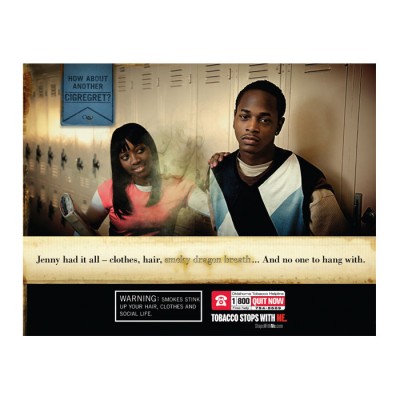 HOW ABOUT
ANOTHER
CIGREGRET?
Jenny had it all – clothes, hair, smoky dragon breath... And no one to hang with.
WARNING: SMOKES STINK
UP YOUR HAIR, CLOTHES AND
SOCIAL LIFE.
Oklahoma Tobacco Helpline
1 800 QUIT NOW
TOBACCO STOPS WITH ME.
StopsWithMe.com